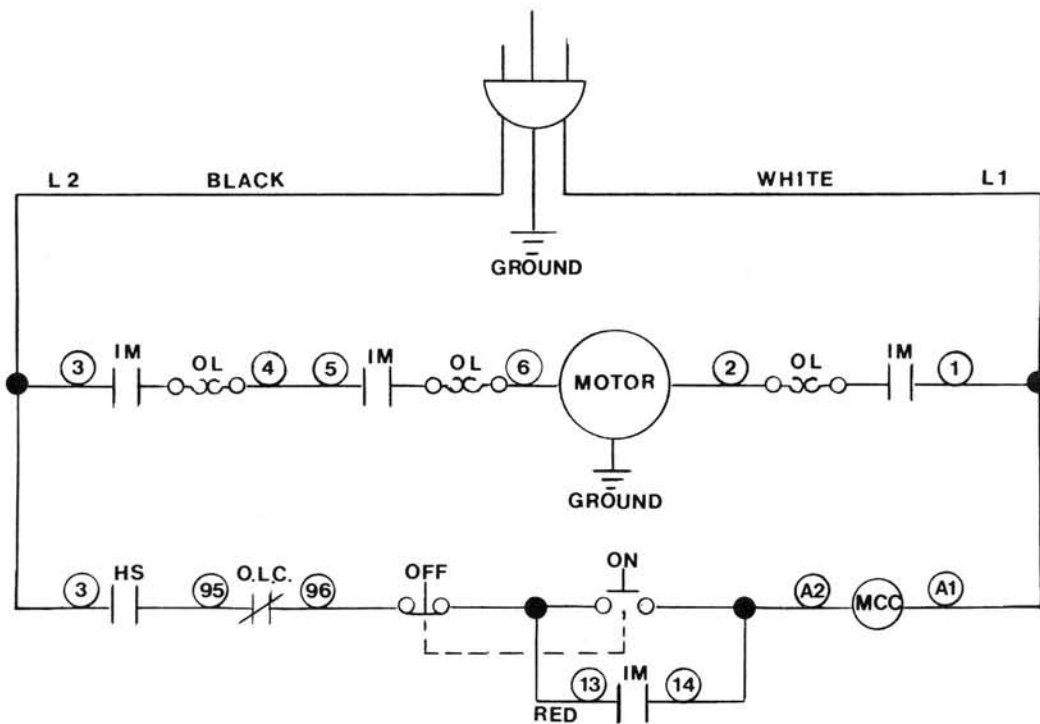 L 2 BLACK WHITE L1
GROUND
3 IM OL 4 5 IM OL 6 MOTOR 2 OL IM 1
GROUND
3 HS 95 O.L.C. 96 OFF ON A2 MCC A1
13 IM 14
RED